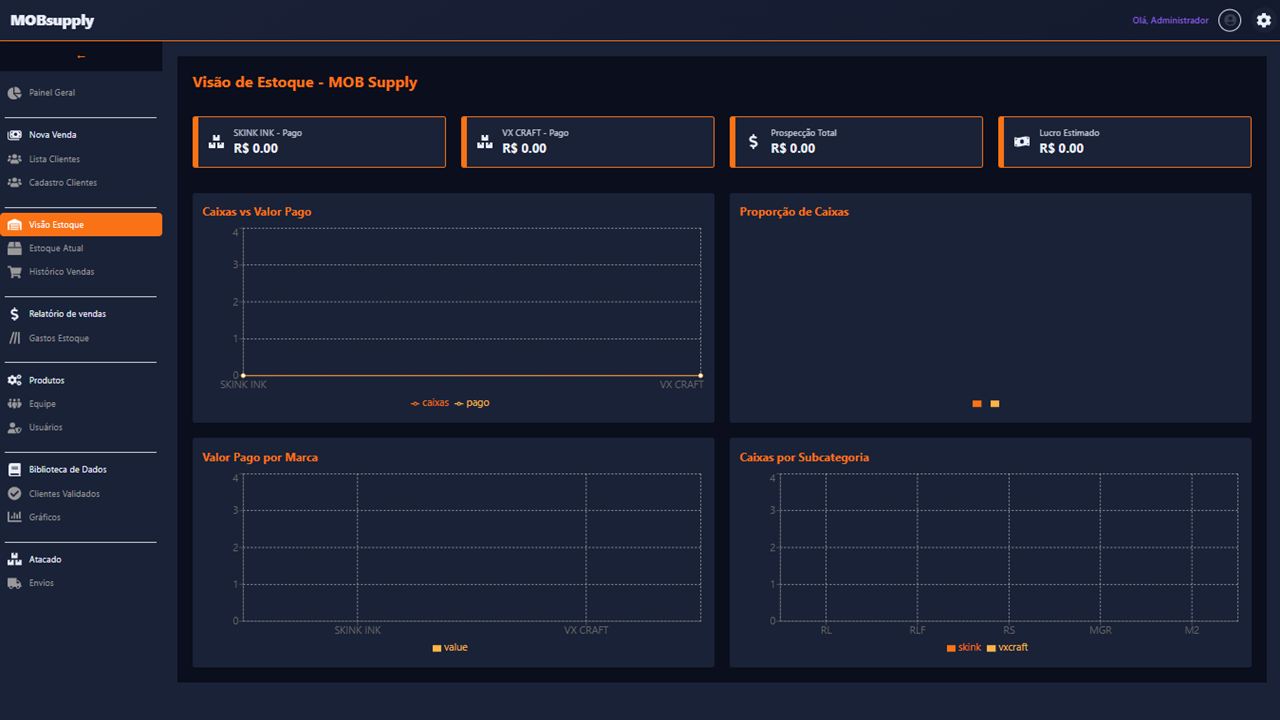 MOBsupply
Olá, Administrador
←
Painel Geral
Nova Venda
Lista Clientes
Cadastro Clientes
Visão Estoque
Estoque Atual
Histórico Vendas
Relatório de vendas
Gastos Estoque
Produtos
Equipe
Usuários
Biblioteca de Dados
Clientes Validados
Gráficos
Atacado
Envios
Visão de Estoque - MOB Supply
SKINK INK - Pago
R$ 0.00
VX CRAFT - Pago
R$ 0.00
Prospecção Total
R$ 0.00
Lucro Estimado
R$ 0.00
Caixas vs Valor Pago
4
3
2
1
0
SKINK INK VX CRAFT
caixas pago
Proporção de Caixas
Valor Pago por Marca
4
3
2
1
0
SKINK INK VX CRAFT
value
Caixas por Subcategoria
4
3
2
1
0
RL RLF RS MGR M2
skink vxcraft